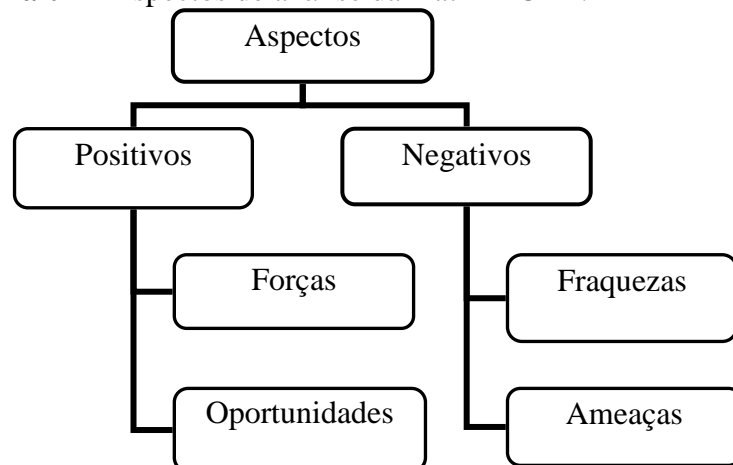 Aspectos
Positivos
Negativos
Forças
Fraquezas
Oportunidades
Ameaças